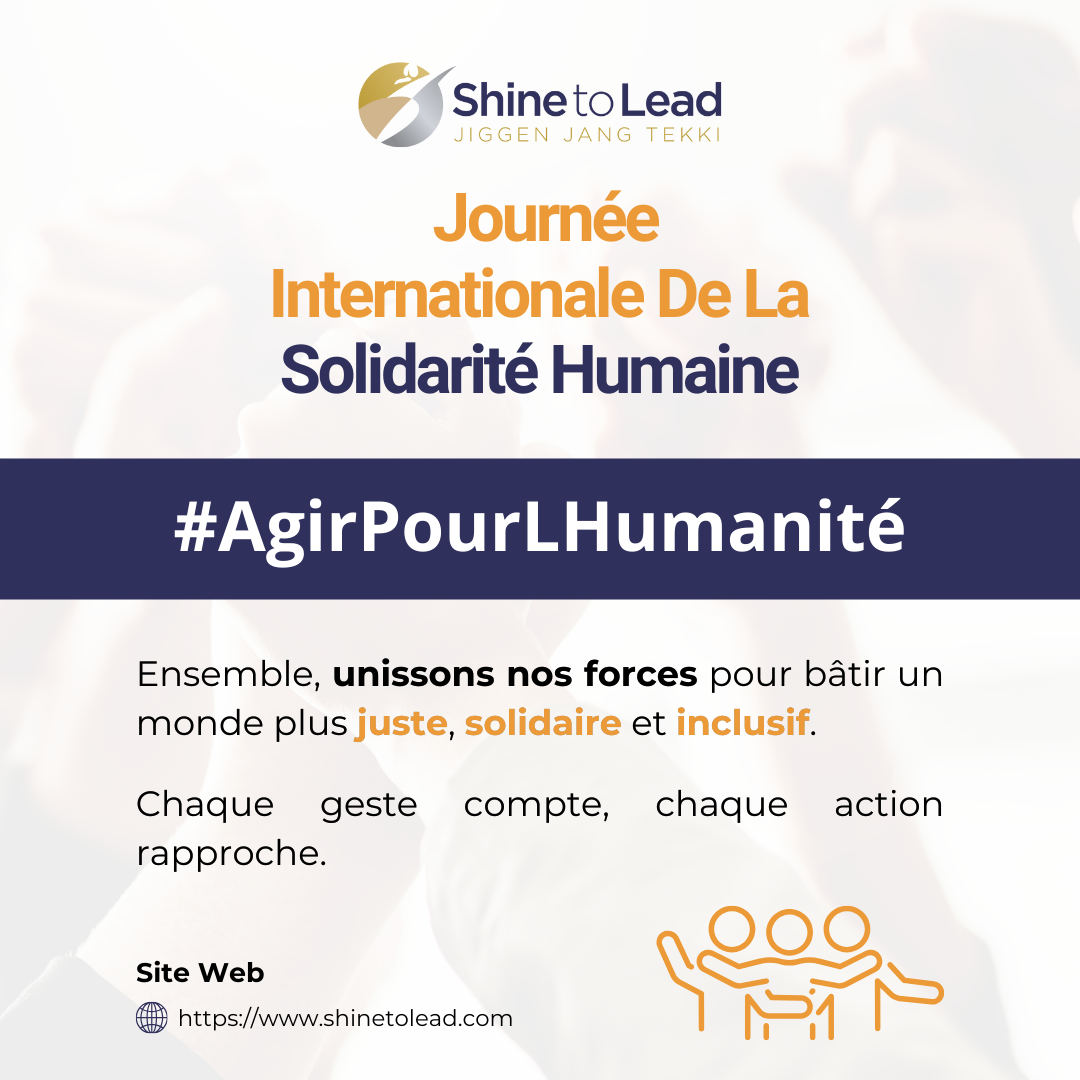 Shine to Lead
JIGGEN JANG TEKKI
Journée
Internationale De La
Solidarité Humaine
#AgirPourLHumanité
Ensemble, unissons nos forces pour bâtir un
monde plus juste, solidaire et inclusif.
Chaque geste compte, chaque action
rapproche.
Site Web
https://www.shinetolead.com